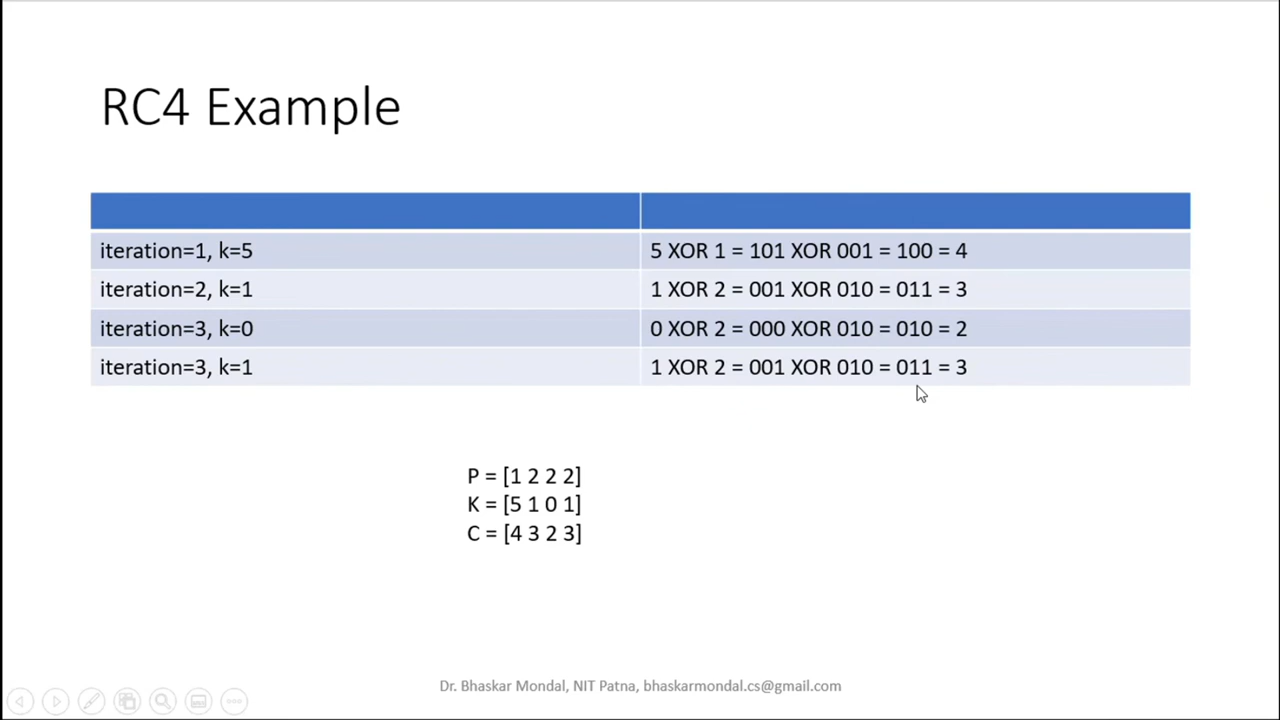 RC4 Example
iteration=1, k=5 5 XOR 1 = 101 XOR 001 = 100 = 4
iteration=2, k=1 1 XOR 2 = 001 XOR 010 = 011 = 3
iteration=3, k=0 0 XOR 2 = 000 XOR 010 = 010 = 2
iteration=3, k=1 1 XOR 2 = 001 XOR 010 = 011 = 3
P = [1 2 2 2]
K = [5 1 0 1]
C = [4 3 2 3]
Dr. Bhaskar Mondal, NIT Patna, bhaskarmondal.cs@gmail.com